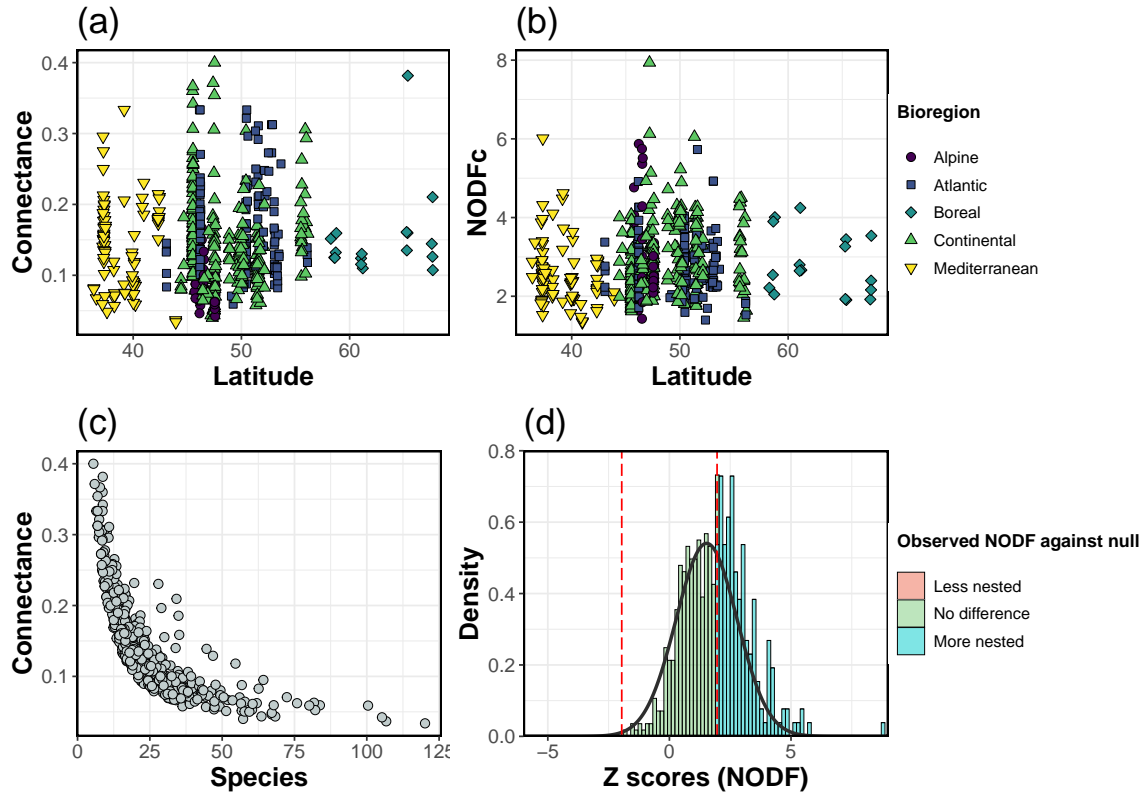 (a)
Connectance
0.4
0.3
0.2
0.1
40
50
60
Latitude
(b)
NODFc
8
6
4
2
40
50
60
Latitude
Bioregion
Alpine
Atlantic
Boreal
Continental
Mediterranean
(c)
Connectance
0.4
0.3
0.2
0.1
0
25
50
75
100
125
Species
(d)
Density
0.8
0.6
0.4
0.2
0.0
−5
0
5
Z scores (NODF)
Observed NODF against null
Less nested
No difference
More nested